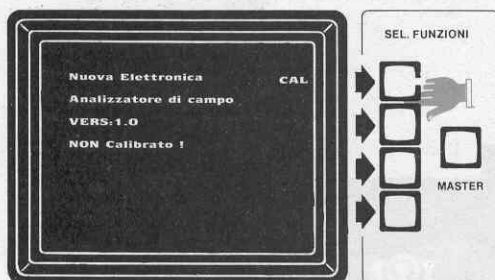 Nuova Elettronica
CAL
Analizzatore di campo
VERS:1.0
NON Calibrato !
SEL. FUNZIONI
MASTER